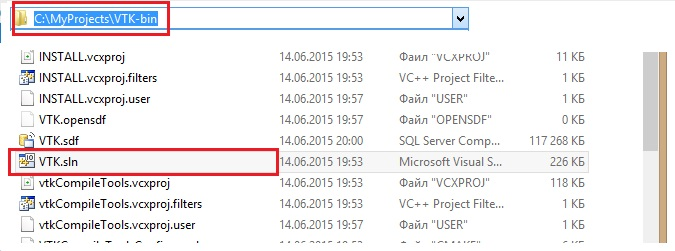 C:\MyProjects\VTK-bin
INSTALL.vcxproj 14.06.2015 19:53 Файл "VCXPROJ" 11 КБ
INSTALL.vcxproj.filters 14.06.2015 19:53 VC++ Project Filte... 1 КБ
INSTALL.vcxproj.user 14.06.2015 19:53 Файл "USER" 1 КБ
VTK.opensdf 14.06.2015 19:53 Файл "OPENSDF" 0 КБ
VTK.sdf 14.06.2015 20:00 SQL Server Comp... 117 268 КБ
VTK.sln 14.06.2015 19:53 Microsoft Visual S... 226 КБ
vtkCompileTools.vcxproj 14.06.2015 19:53 Файл "VCXPROJ" 118 КБ
vtkCompileTools.vcxproj.filters 14.06.2015 19:53 VC++ Project Filte... 1 КБ
vtkCompileTools.vcxproj.user 14.06.2015 19:53 Файл "USER" 1 КБ